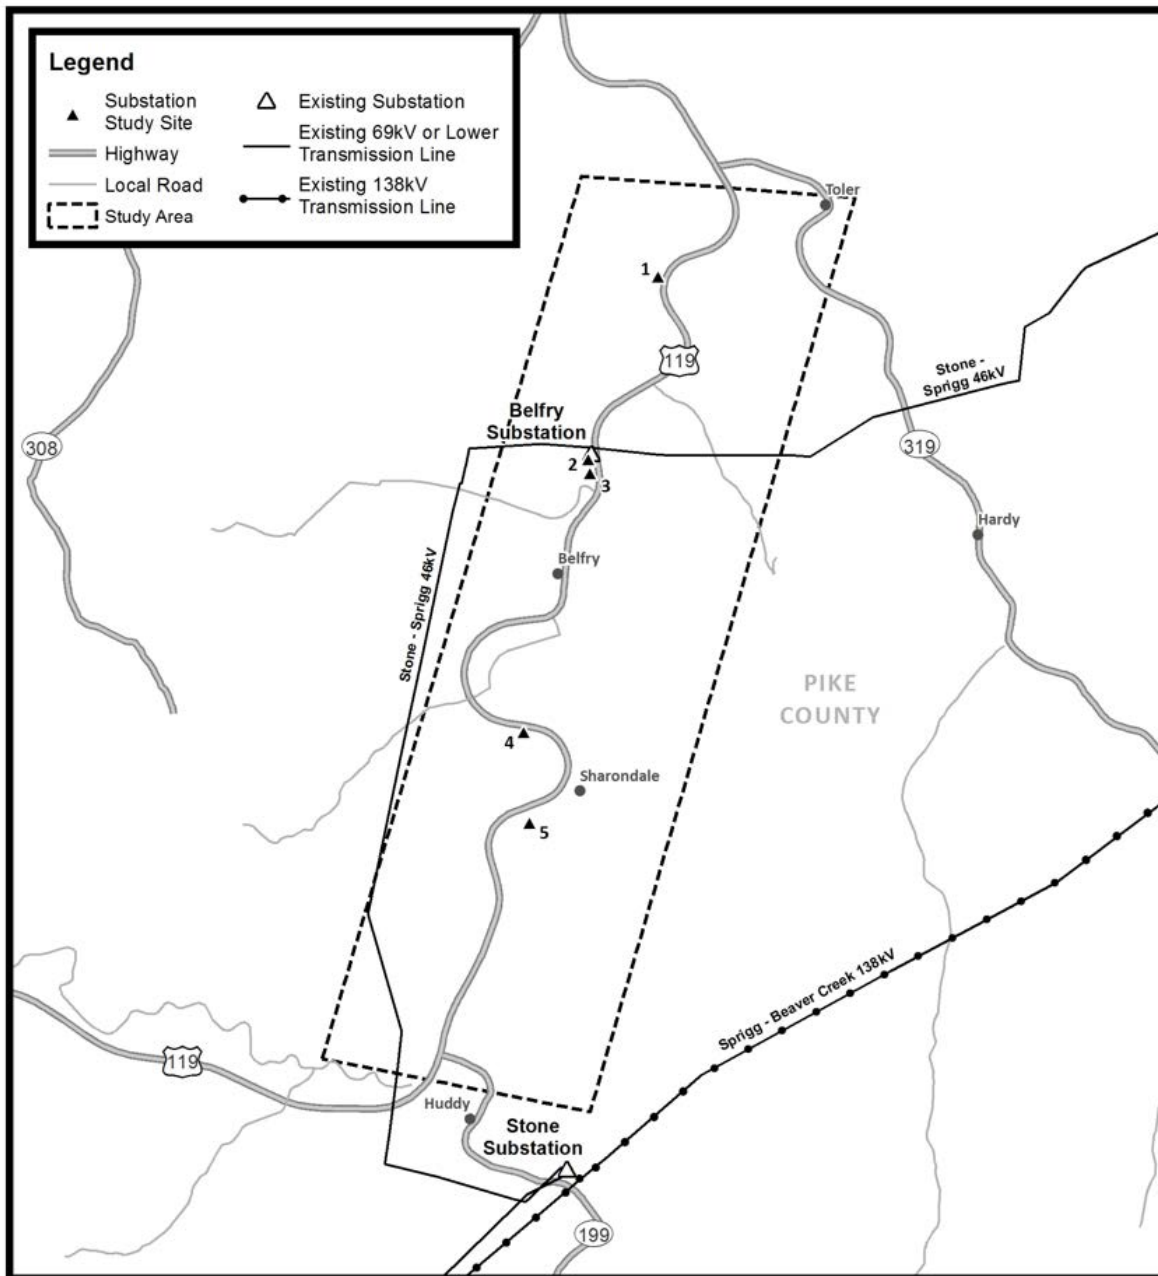 Legend
Substation
Study Site
Highway
Local Road
Study Area
Existing Substation
Existing 69kV or Lower
Transmission Line
Existing 138kV
Transmission Line
Toler
1
119
Stone -
Sprigg 46kV
Belfry
Substation
308
319
2
3
Hardy
Belfry
Stone - Sprigg 46kV
PIKE
COUNTY
4
Sharondale
5
Sprigg - Beaver Creek 138kV
119
Huddy
Stone
Substation
199